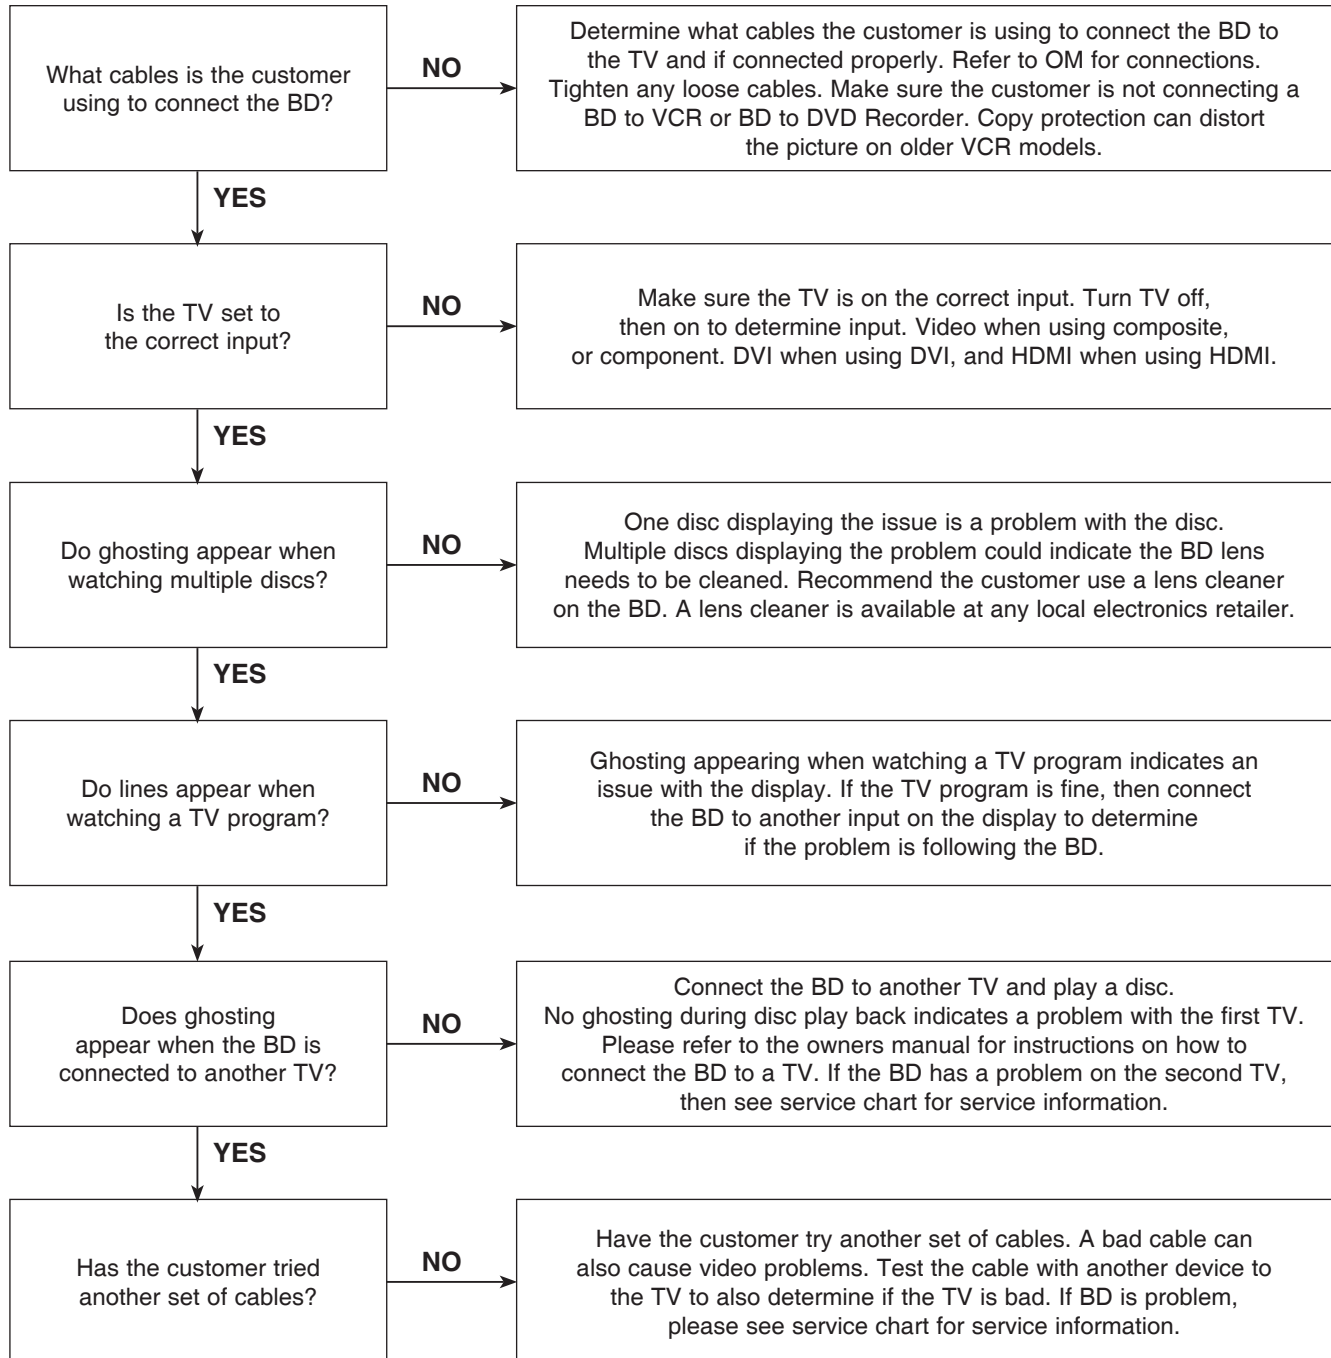 What cables is the customer
using to connect the BD?
NO
Determine what cables the customer is using to connect the BD to
the TV and if connected properly. Refer to OM for connections.
Tighten any loose cables. Make sure the customer is not connecting a
BD to VCR or BD to DVD Recorder. Copy protection can distort
the picture on older VCR models.
YES
Is the TV set to
the correct input?
NO
Make sure the TV is on the correct input. Turn TV off,
then on to determine input. Video when using composite,
or component. DVI when using DVI, and HDMI when using HDMI.
YES
Do ghosting appear when
watching multiple discs?
NO
One disc displaying the issue is a problem with the disc.
Multiple discs displaying the problem could indicate the BD lens
needs to be cleaned. Recommend the customer use a lens cleaner
on the BD. A lens cleaner is available at any local electronics retailer.
YES
Do lines appear when
watching a TV program?
NO
Ghosting appearing when watching a TV program indicates an
issue with the display. If the TV program is fine, then connect
the BD to another input on the display to determine
if the problem is following the BD.
YES
Does ghosting
appear when the BD is
connected to another TV?
NO
Connect the BD to another TV and play a disc.
No ghosting during disc play back indicates a problem with the first TV.
Please refer to the owners manual for instructions on how to
connect the BD to a TV. If the BD has a problem on the second TV,
then see service chart for service information.
YES
Has the customer tried
another set of cables?
NO
Have the customer try another set of cables. A bad cable can
also cause video problems. Test the cable with another device to
the TV to also determine if the TV is bad. If BD is problem,
please see service chart for service information.